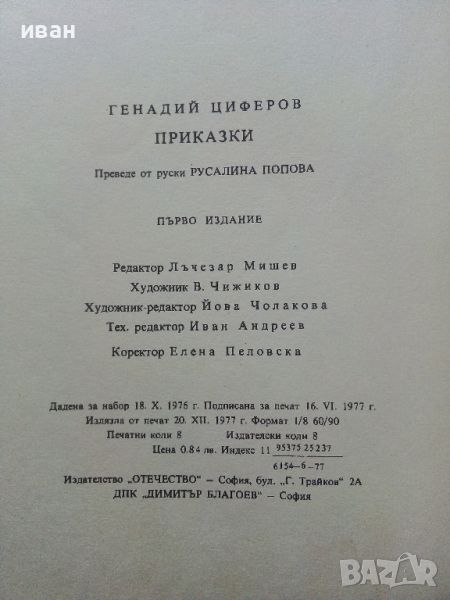 иван
ГЕНАДИЙ ЦИФЕРОВ
ПРИКАЗКИ
Преведе от руски РУСАЛИНА ПОПОВА
ПЪРВО ИЗДАНИЕ
Редактор Лъчезар Мишев
Художник В. Чижиков
Художник-редактор Йова Чолакова
Тех. редактор Иван Андреев
Коректор Елена Пеловска
Дадена за набор 18. X. 1976 г. Подписана за печат 16. VI. 1977 г.
Излязла от печат 20. XII. 1977 г. Формат 1/8 60/90
Печатни коли 8 Издателски коли 8
Цена 0.84 лв. Индекс 11 95375 25237
6154-6-77
Издателство „ОТЕЧЕСТВО" – София, бул. „Г. Трайков" 2А
ДПК „ДИМИТЪР БЛАГОЕВ" – София
BAZAR